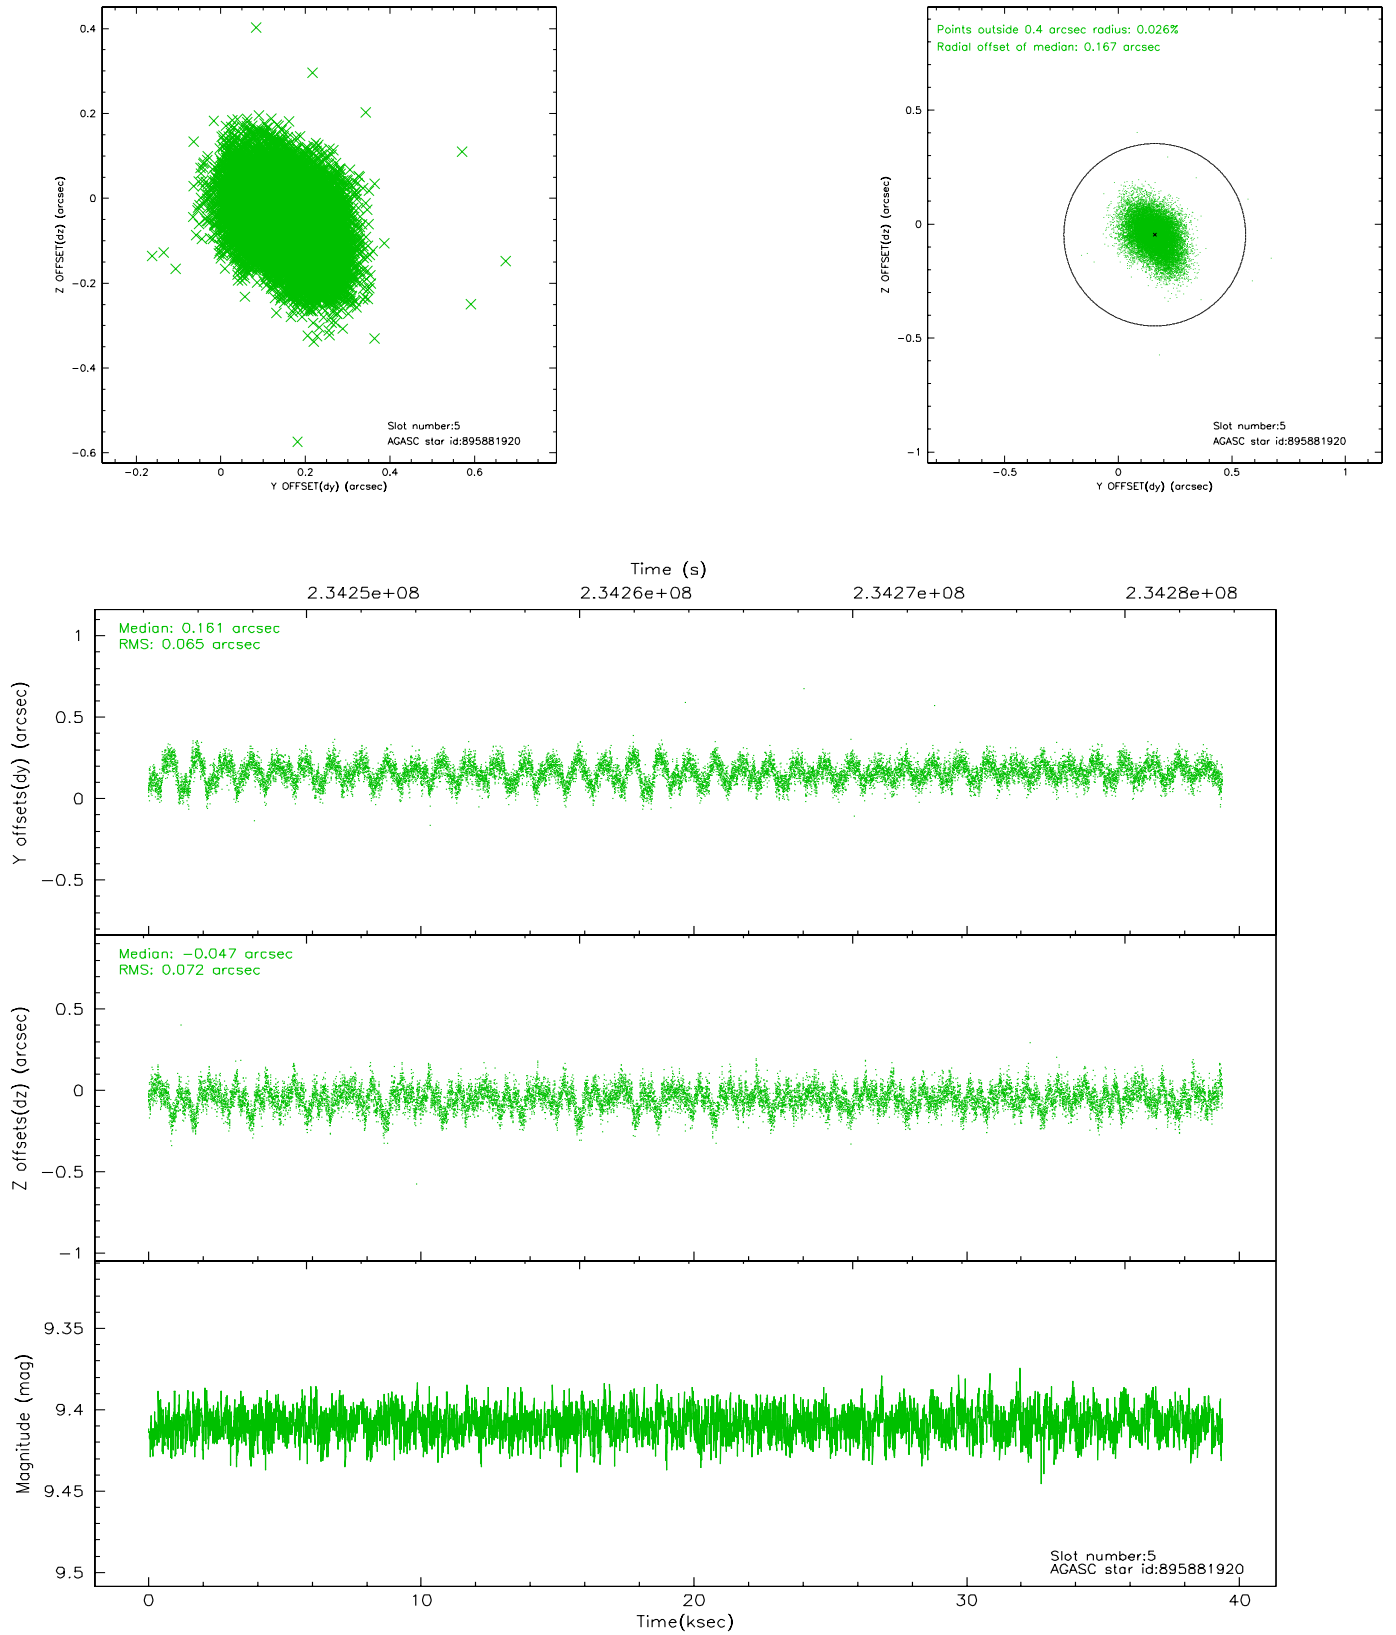 0.4
0.2
0
-0.2
-0.4
-0.6
Z OFFSET(dz) (arcsec)
Slot number:5
AGASC star id:895881920
-0.2
0
0.2
0.4
0.6
Y OFFSET(dy) (arcsec)
Points outside 0.4 arcsec radius: 0.026%
Radial offset of median: 0.167 arcsec
0.5
0
-0.5
-1
Z OFFSET(dz) (arcsec)
Slot number:5
AGASC star id:895881920
-0.5
0
0.5
1
Y OFFSET(dy) (arcsec)
Time (s)
2.3425e+08
2.3426e+08
2.3427e+08
2.3428e+08
Median: 0.161 arcsec
RMS: 0.065 arcsec
1
0.5
0
-0.5
Y offsets(dy) (arcsec)
Median: -0.047 arcsec
RMS: 0.072 arcsec
0.5
0
-0.5
-1
Z offsets(dz) (arcsec)
9.35
9.4
9.45
9.5
Magnitude (mag)
Slot number:5
AGASC star id:895881920
0
10
20
30
40
Time(ksec)